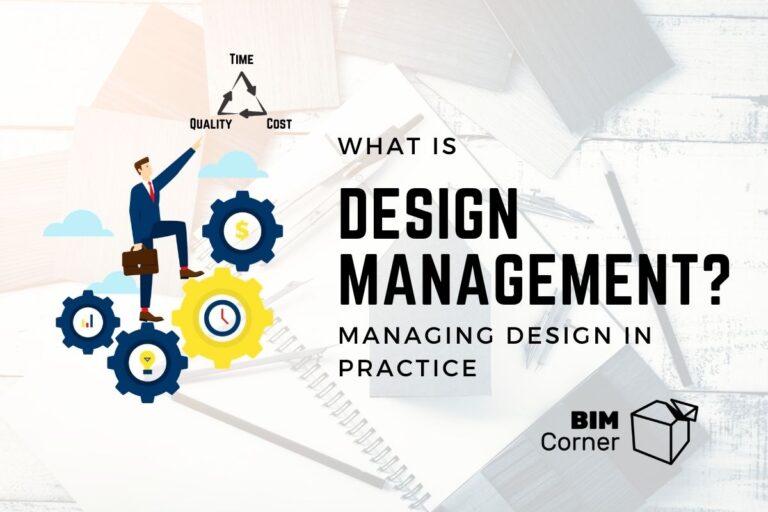 TIME
QUALITY
COST
WHAT IS
DESIGN
MANAGEMENT?
MANAGING DESIGN IN
PRACTICE
BIM
Corner
$